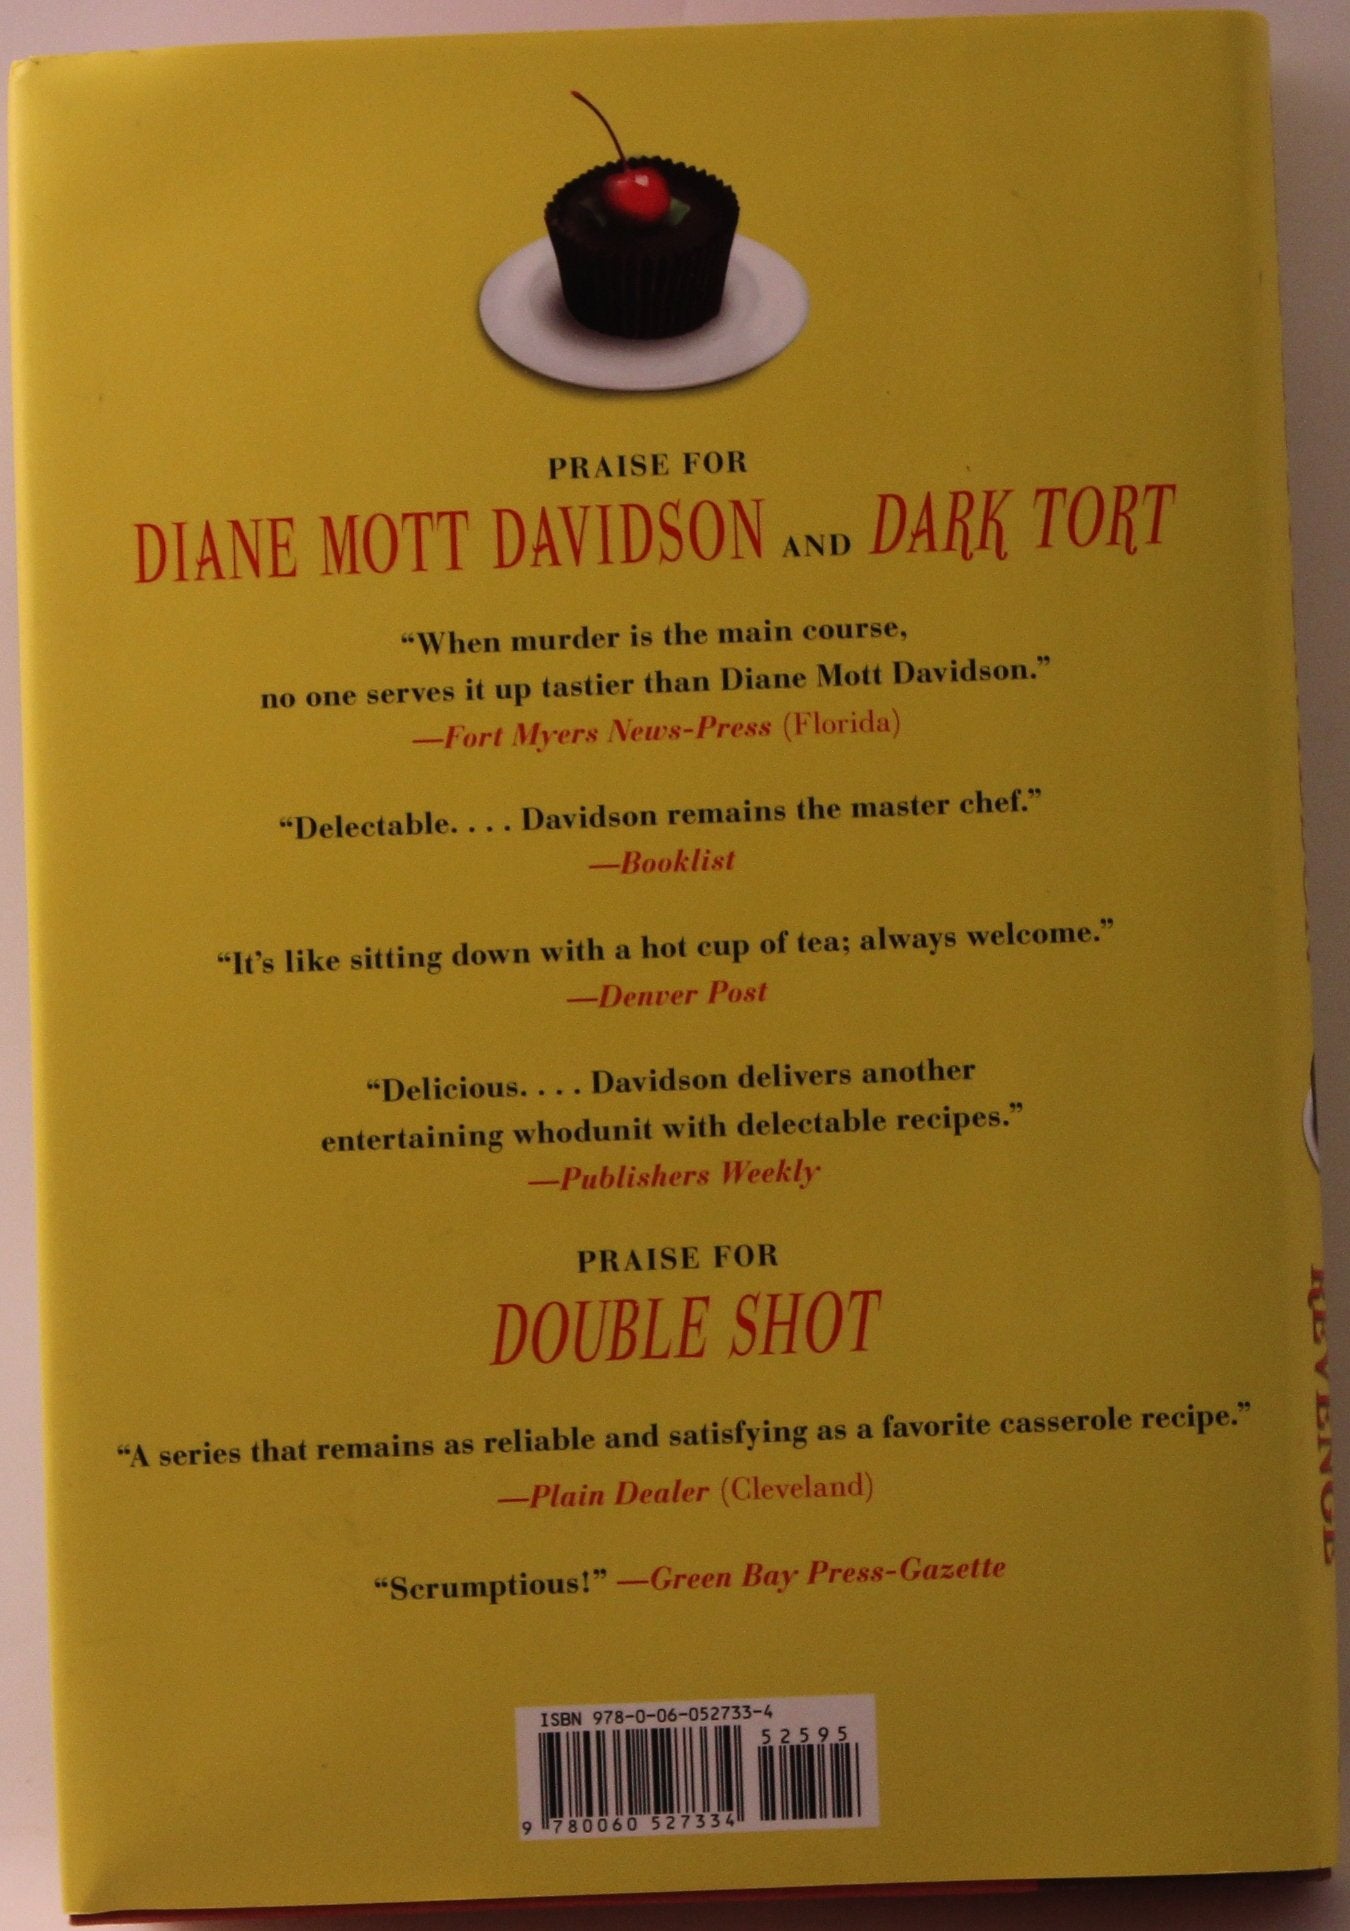 PRAISE FOR
DIANE MOTT DAVIDSON AND DARK TORT
“When murder is the main course,
no one serves it up tastier than Diane Mott Davidson.”
—Fort Myers News-Press (Florida)
“Delectable. . . . Davidson remains the master chef.”
—Booklist
“It’s like sitting down with a hot cup of tea; always welcome.”
—Denver Post
“Delicious. . . . Davidson delivers another
entertaining whodunit with delectable recipes.”
—Publishers Weekly
PRAISE FOR
DOUBLE SHOT
“A series that remains as reliable and satisfying as a favorite casserole recipe.”
—Plain Dealer (Cleveland)
“Scrumptious!” —Green Bay Press-Gazette
ISBN 978-0-06-052733-4
52595
9 780060 527334
REVENGE